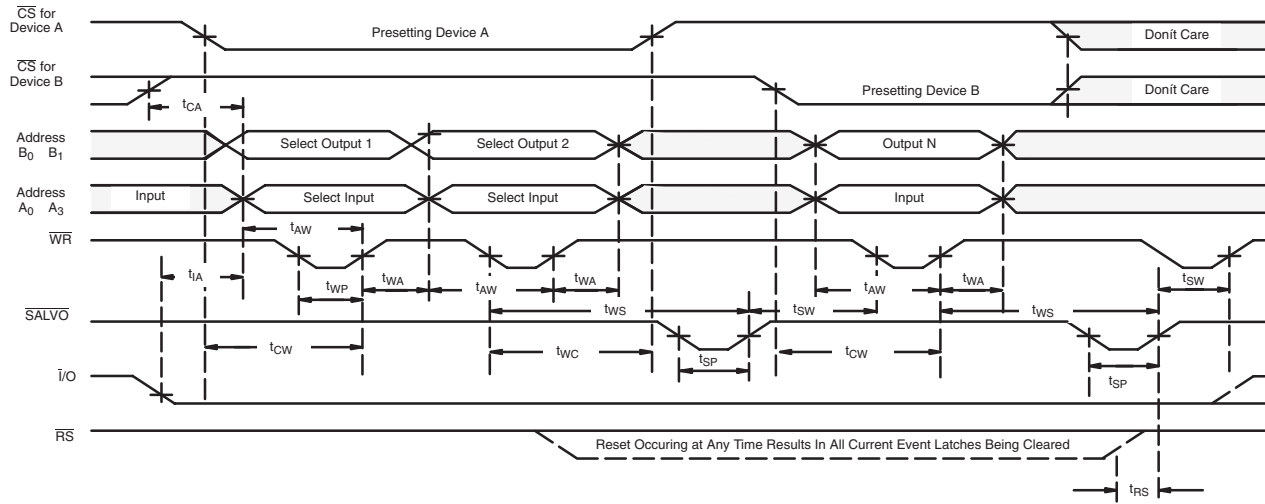 CS for
Device A
Presetting Device A
Donít Care
CS for
Device B
Presetting Device B
Donít Care
tCA
Address
B0 B1
Select Output 1
Select Output 2
Output N
Address
A0 A3
Input
Select Input
Select Input
Input
tAW
WR
tIA
tWP
tWA
tAW
tWA
tWS
tSW
tAW
tWA
tWS
tSW
SALVO
tCW
tWC
tSP
tCW
tSP
I/O
RS
Reset Occuring at Any Time Results In All Current Event Latches Being Cleared
tRS